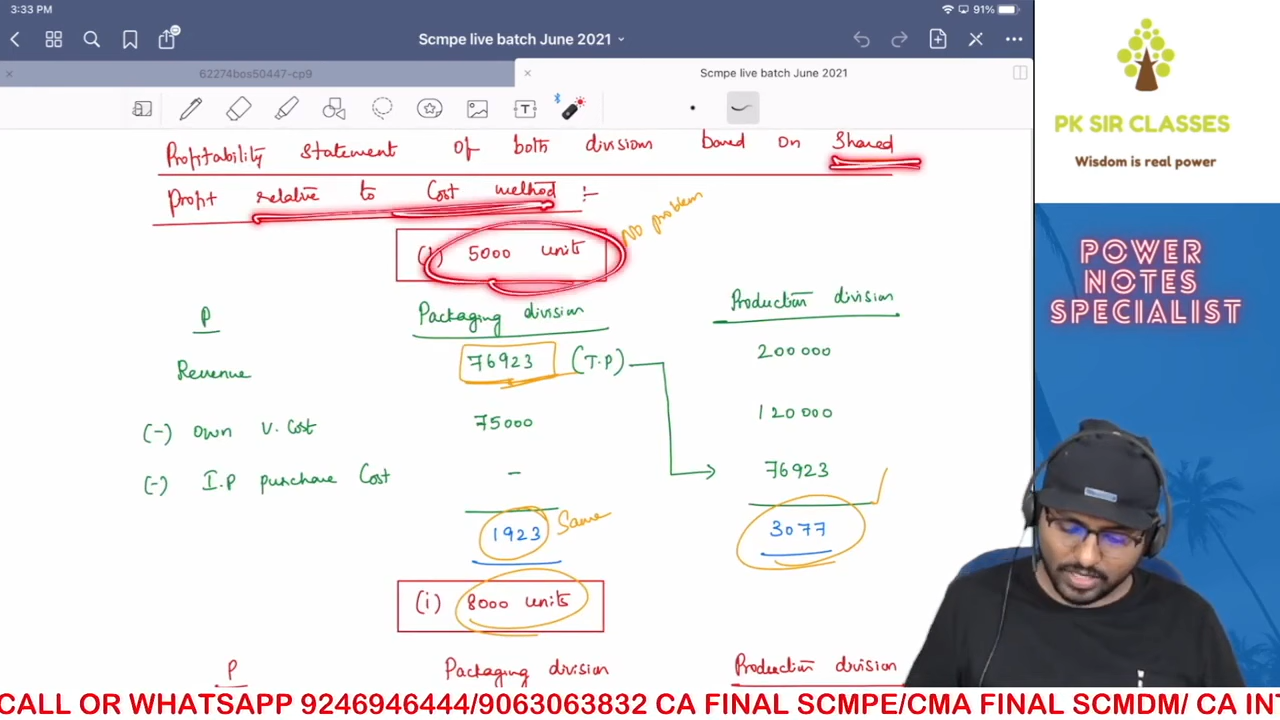 3:33 PM
91%
Scmpe live batch June 2021
62274bos50447-cp9
Scmpe live batch June 2021
T
Profitability statement of both division based on Shared
Profit relative to Cost method :-
(i) 5000 units
No problem
P Packaging division Production division
Revenue 76923 (T.P) 200000
(-) Own V. Cost 75000 120000
(-) I.P purchase Cost - 76923
1923 Same 3077
(i) 8000 units
P Packaging division Production division
PK SIR CLASSES
Wisdom is real power
POWER
NOTES
SPECIALIST
CALL OR WHATSAPP 9246946444/9063063832 CA FINAL SCMPE/CMA FINAL SCMDM/ CA INT